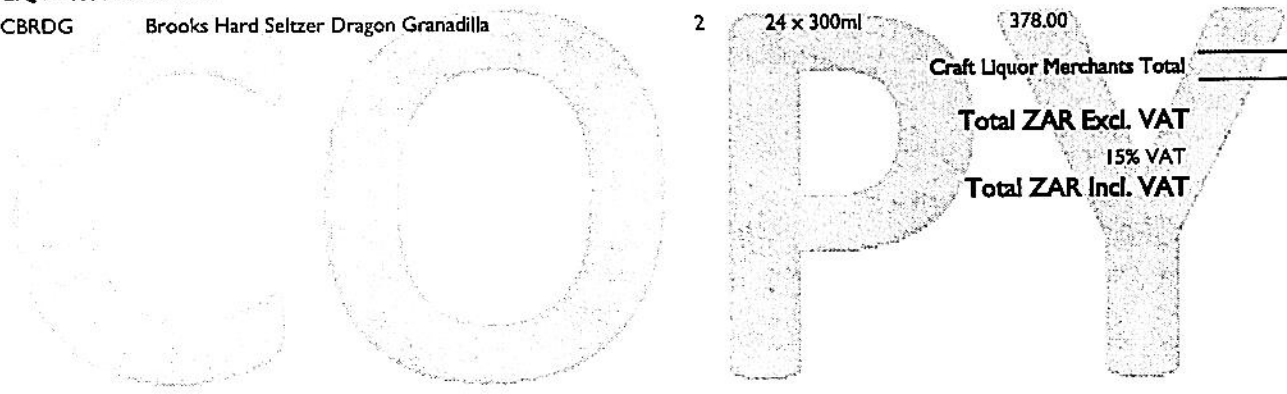 CBRDG Brooks Hard Seltzer Dragon Granadilla 2 24 x 300ml 378.00
Craft Liquor Merchants Total
Total ZAR Excl. VAT
15% VAT
Total ZAR Incl. VAT
COPY